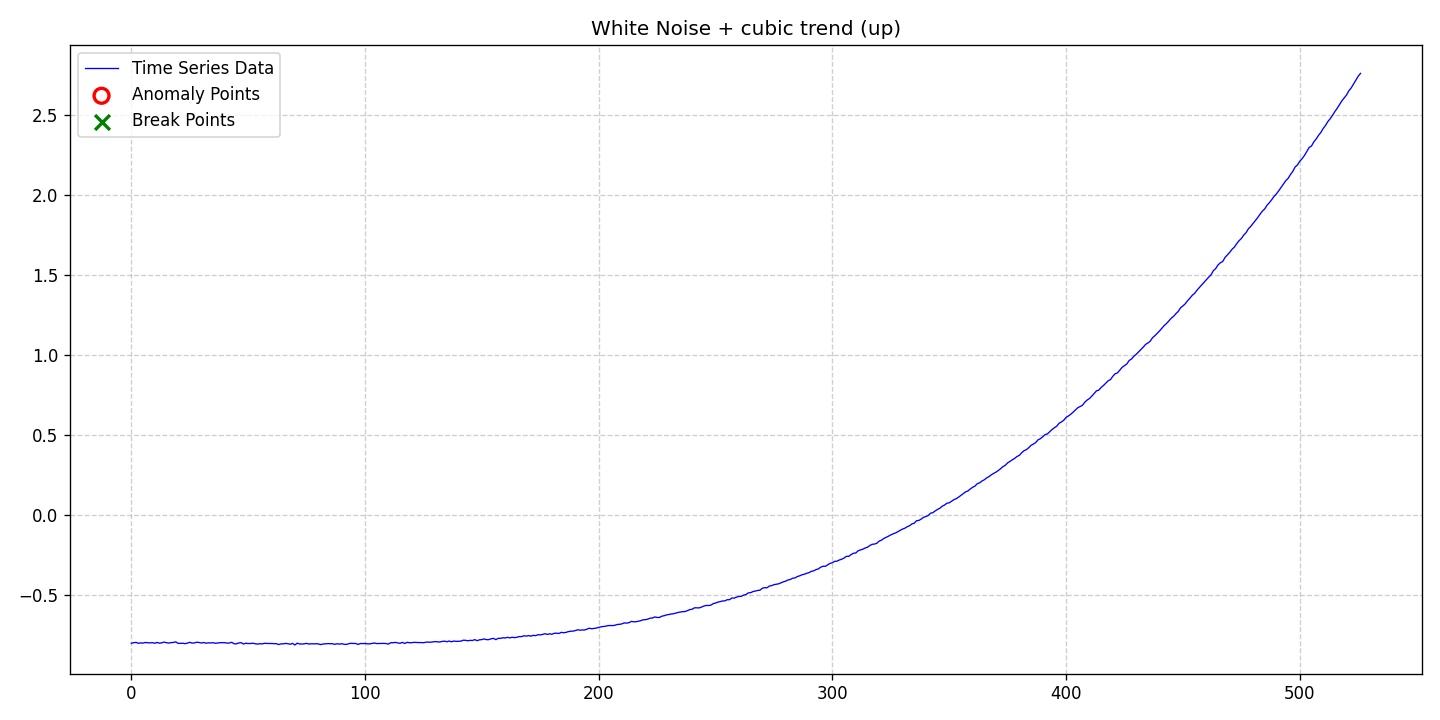 White Noise + cubic trend (up)
Time Series Data
Anomaly Points
Break Points
2.5
2.0
1.5
1.0
0.5
0.0
−0.5
0 100 200 300 400 500